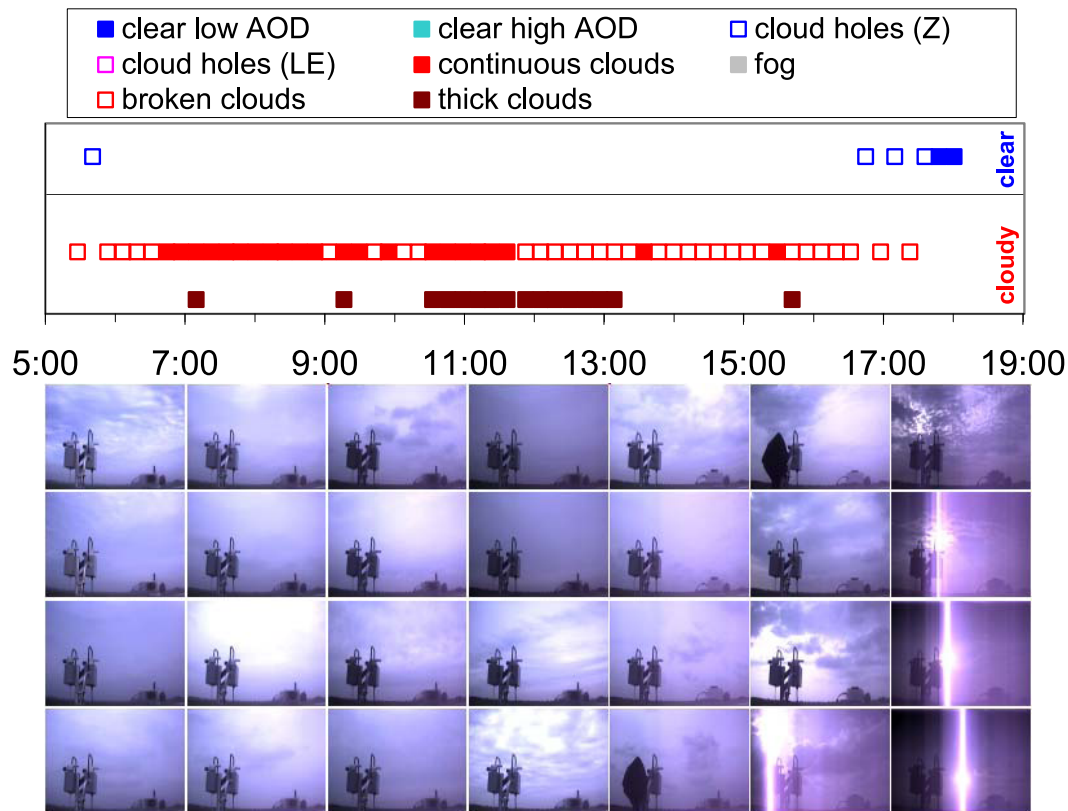 clear low AOD clear high AOD cloud holes (Z)
cloud holes (LE) continuous clouds fog
broken clouds thick clouds
clear
cloudy
5:00 7:00 9:00 11:00 13:00 15:00 17:00 19:00